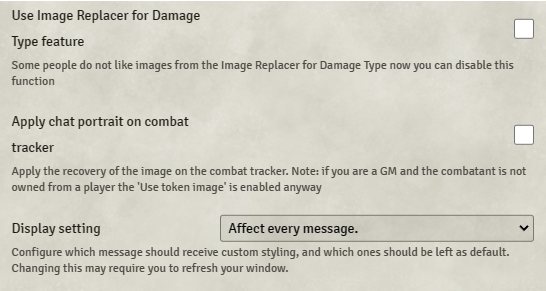 Use Image Replacer for Damage
Type feature
Some people do not like images from the Image Replacer for Damage Type now you can disable this
function
Apply chat portrait on combat
tracker
Apply the recovery of the image on the combat tracker. Note: if you are a GM and the combatant is not
owned from a player the 'Use token image' is enabled anyway
Display setting
Affect every message.
Configure which message should receive custom styling, and which ones should be left as default.
Changing this may require you to refresh your window.